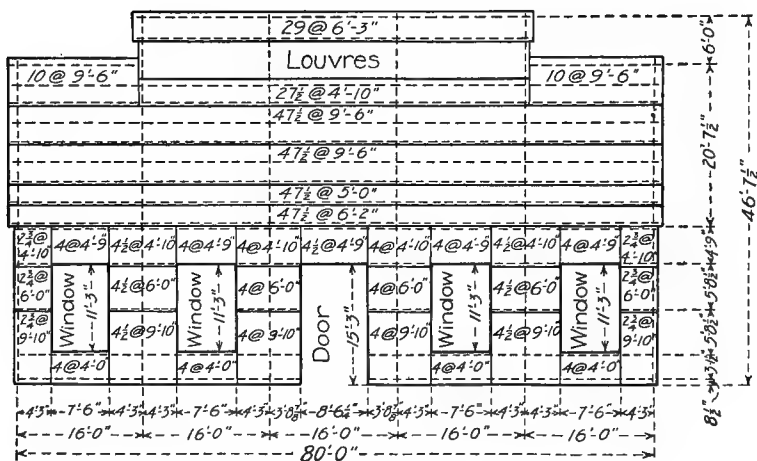 29 @ 6'-3"
Louvres
10 @ 9'-6"
10 @ 9'-6"
27½ @ 4'-10"
47½ @ 9'-6"
47½ @ 9'-6"
47½ @ 5'-0"
47½ @ 6'-2"
6'-0"
20'-7½"
46'-7½"
2¾ @ 4'-10"
4 @ 4'-9"
4½ @ 4'-10"
4 @ 4'-9"
4 @ 4'-10"
4½ @ 4'-9"
4 @ 4'-10"
4 @ 4'-9"
4½ @ 4'-10"
4 @ 4'-9"
2¾ @ 4'-10"
4'-9"
2¾ @ 6'-0"
Window
11'-3"
4½ @ 6'-0"
Window
11'-3"
4 @ 6'-0"
Door
15'-3"
4 @ 6'-0"
Window
11'-3"
4½ @ 6'-0"
Window
11'-3"
2¾ @ 6'-0"
5'-8½"
2¾ @ 9'-10"
4½ @ 9'-10"
4 @ 9'-10"
4 @ 9'-10"
4½ @ 9'-10"
2¾ @ 9'-10"
5'-8½"
4 @ 4'-0"
4 @ 4'-0"
4 @ 4'-0"
4 @ 4'-0"
8½"
4'-3" 7'-6" 4'-3" 4'-3" 7'-6" 4'-3" 8'-6¼" 4'-3" 7'-6" 4'-3" 4'-3" 7'-6" 4'-3"
16'-0" 16'-0" 16'-0" 16'-0" 16'-0"
80'-0"